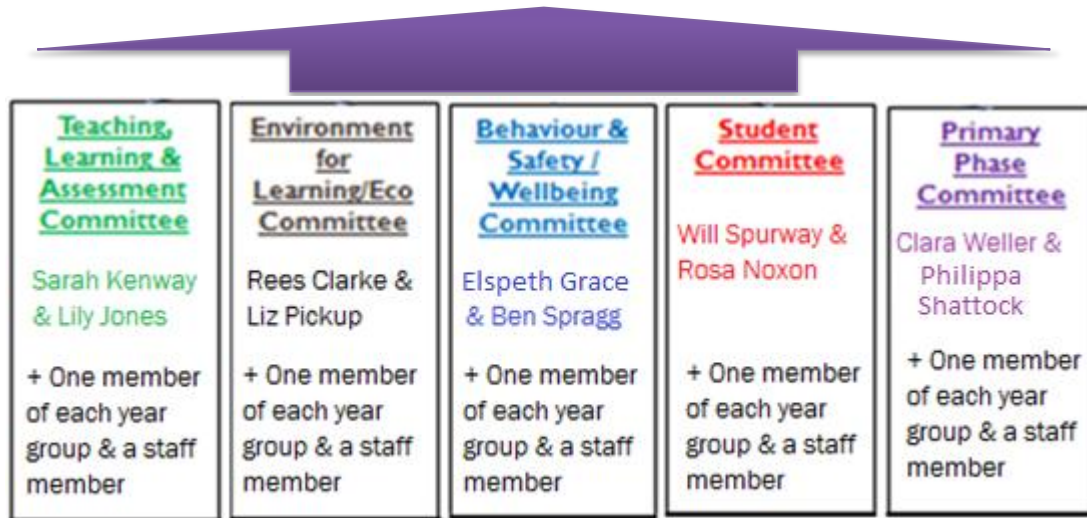 Teaching,
Learning &
Assessment
Committee
Sarah Kenway
& Lily Jones
+ One member
of each year
group & a staff
member
Environment
for
Learning/Eco
Committee
Rees Clarke &
Liz Pickup
+ One member
of each year
group & a staff
member
Behaviour &
Safety /
Wellbeing
Committee
Elspeth Grace
& Ben Spragg
+ One member
of each year
group & a staff
member
Student
Committee
Will Spurway &
Rosa Noxon
+ One member
of each year
group & a staff
member
Primary
Phase
Committee
Clara Weller &
Philippa
Shattock
+ One member
of each year
group & a staff
member